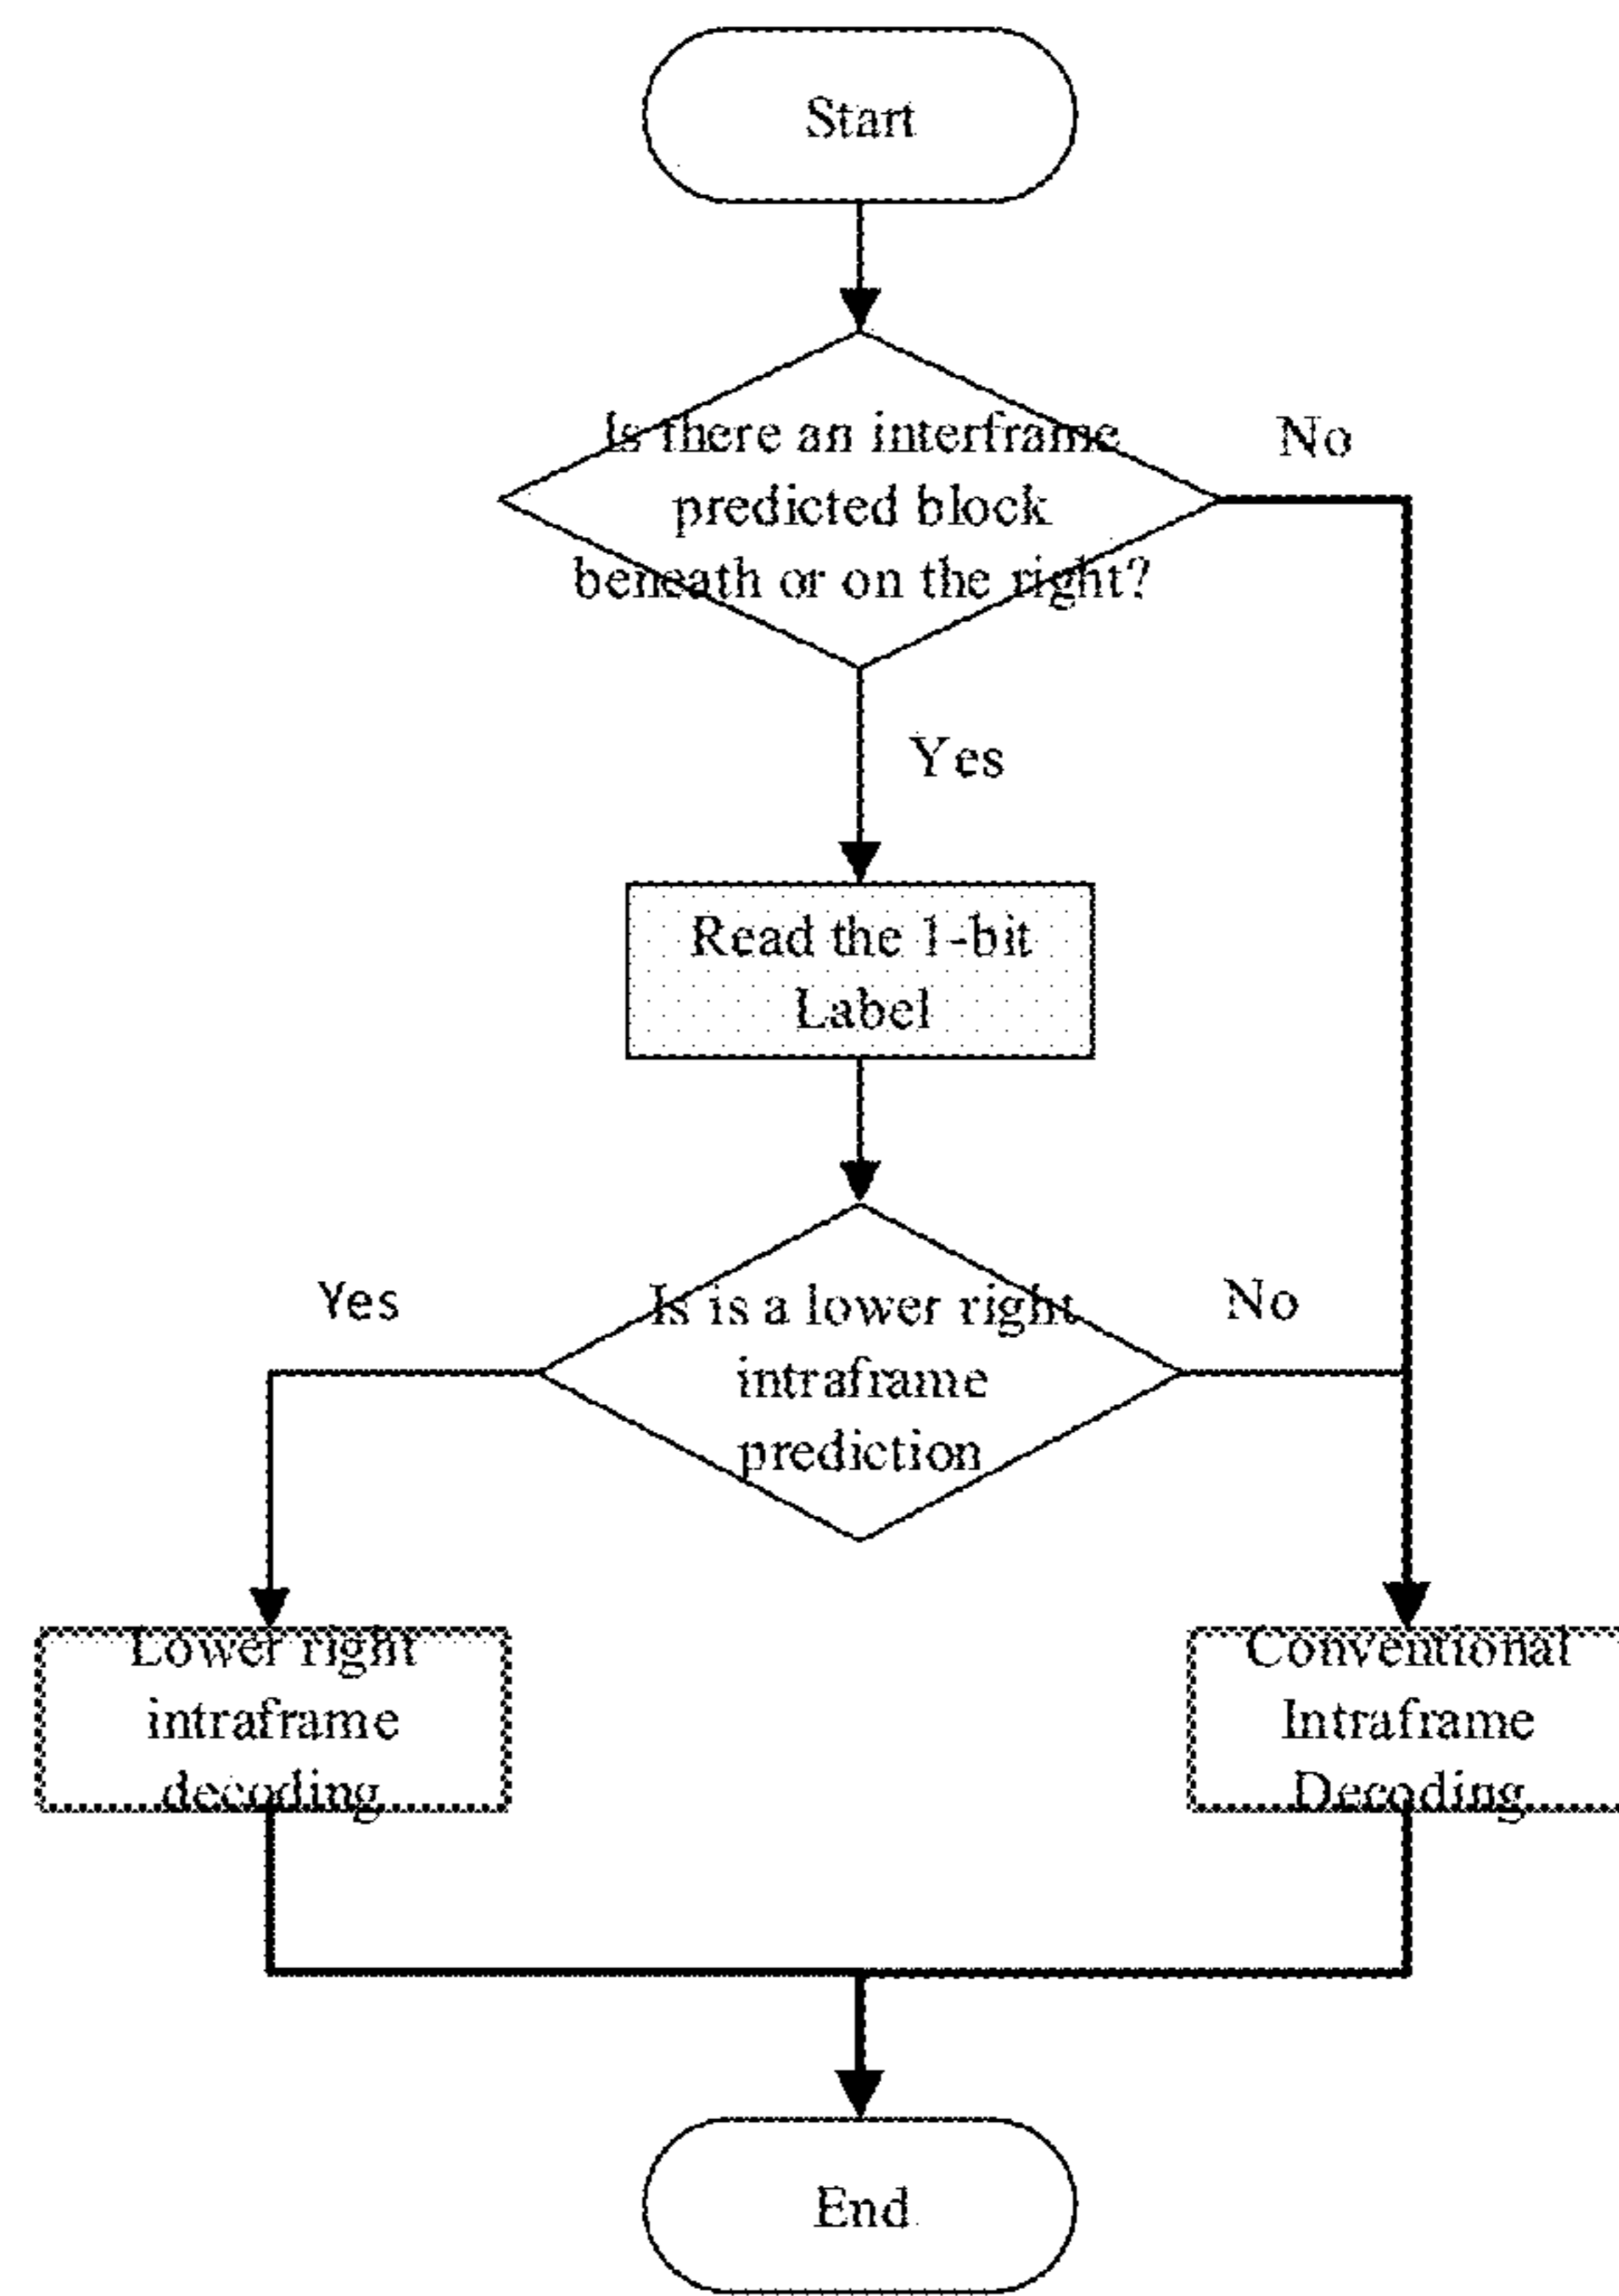 Start
Is there an interframe
predicted block
beneath or on the right?
No
Yes
Read the 1-bit
Label
Yes
Is is a lower right
intraframe
prediction
No
Lower right
intraframe
decoding
Conventional
Intraframe
Decoding
End